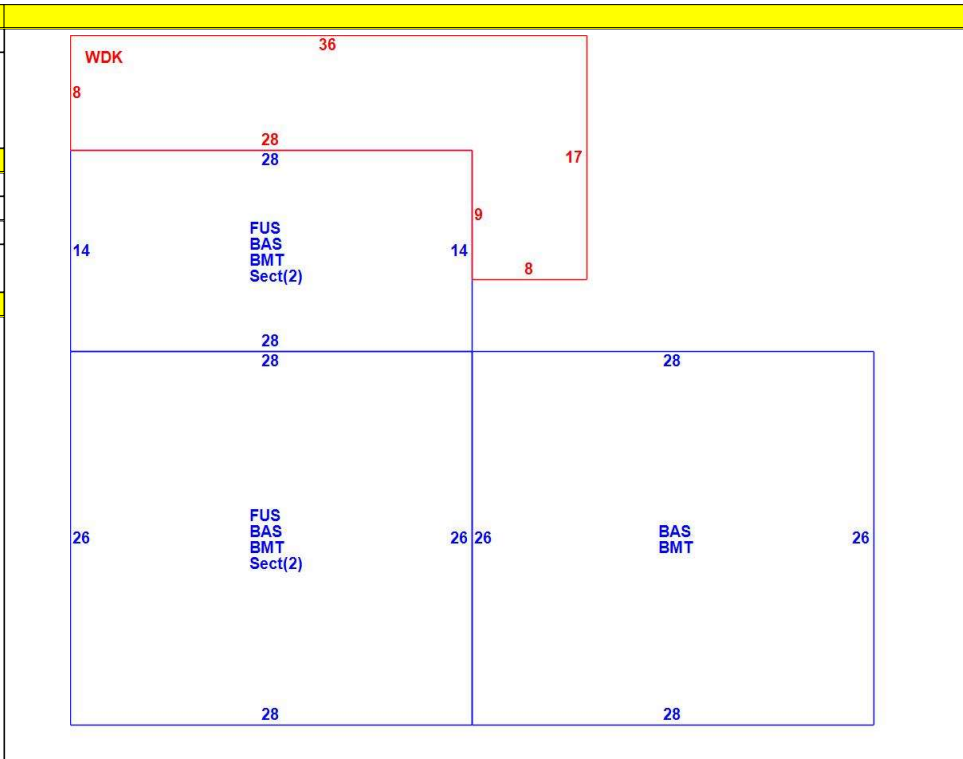 36
WDK
8
28
28
17
9
FUS
BAS
BMT
Sect(2)
14
14
8
28
28
28
FUS
BAS
BMT
Sect(2)
26
26 26
BAS
BMT
26
28
28